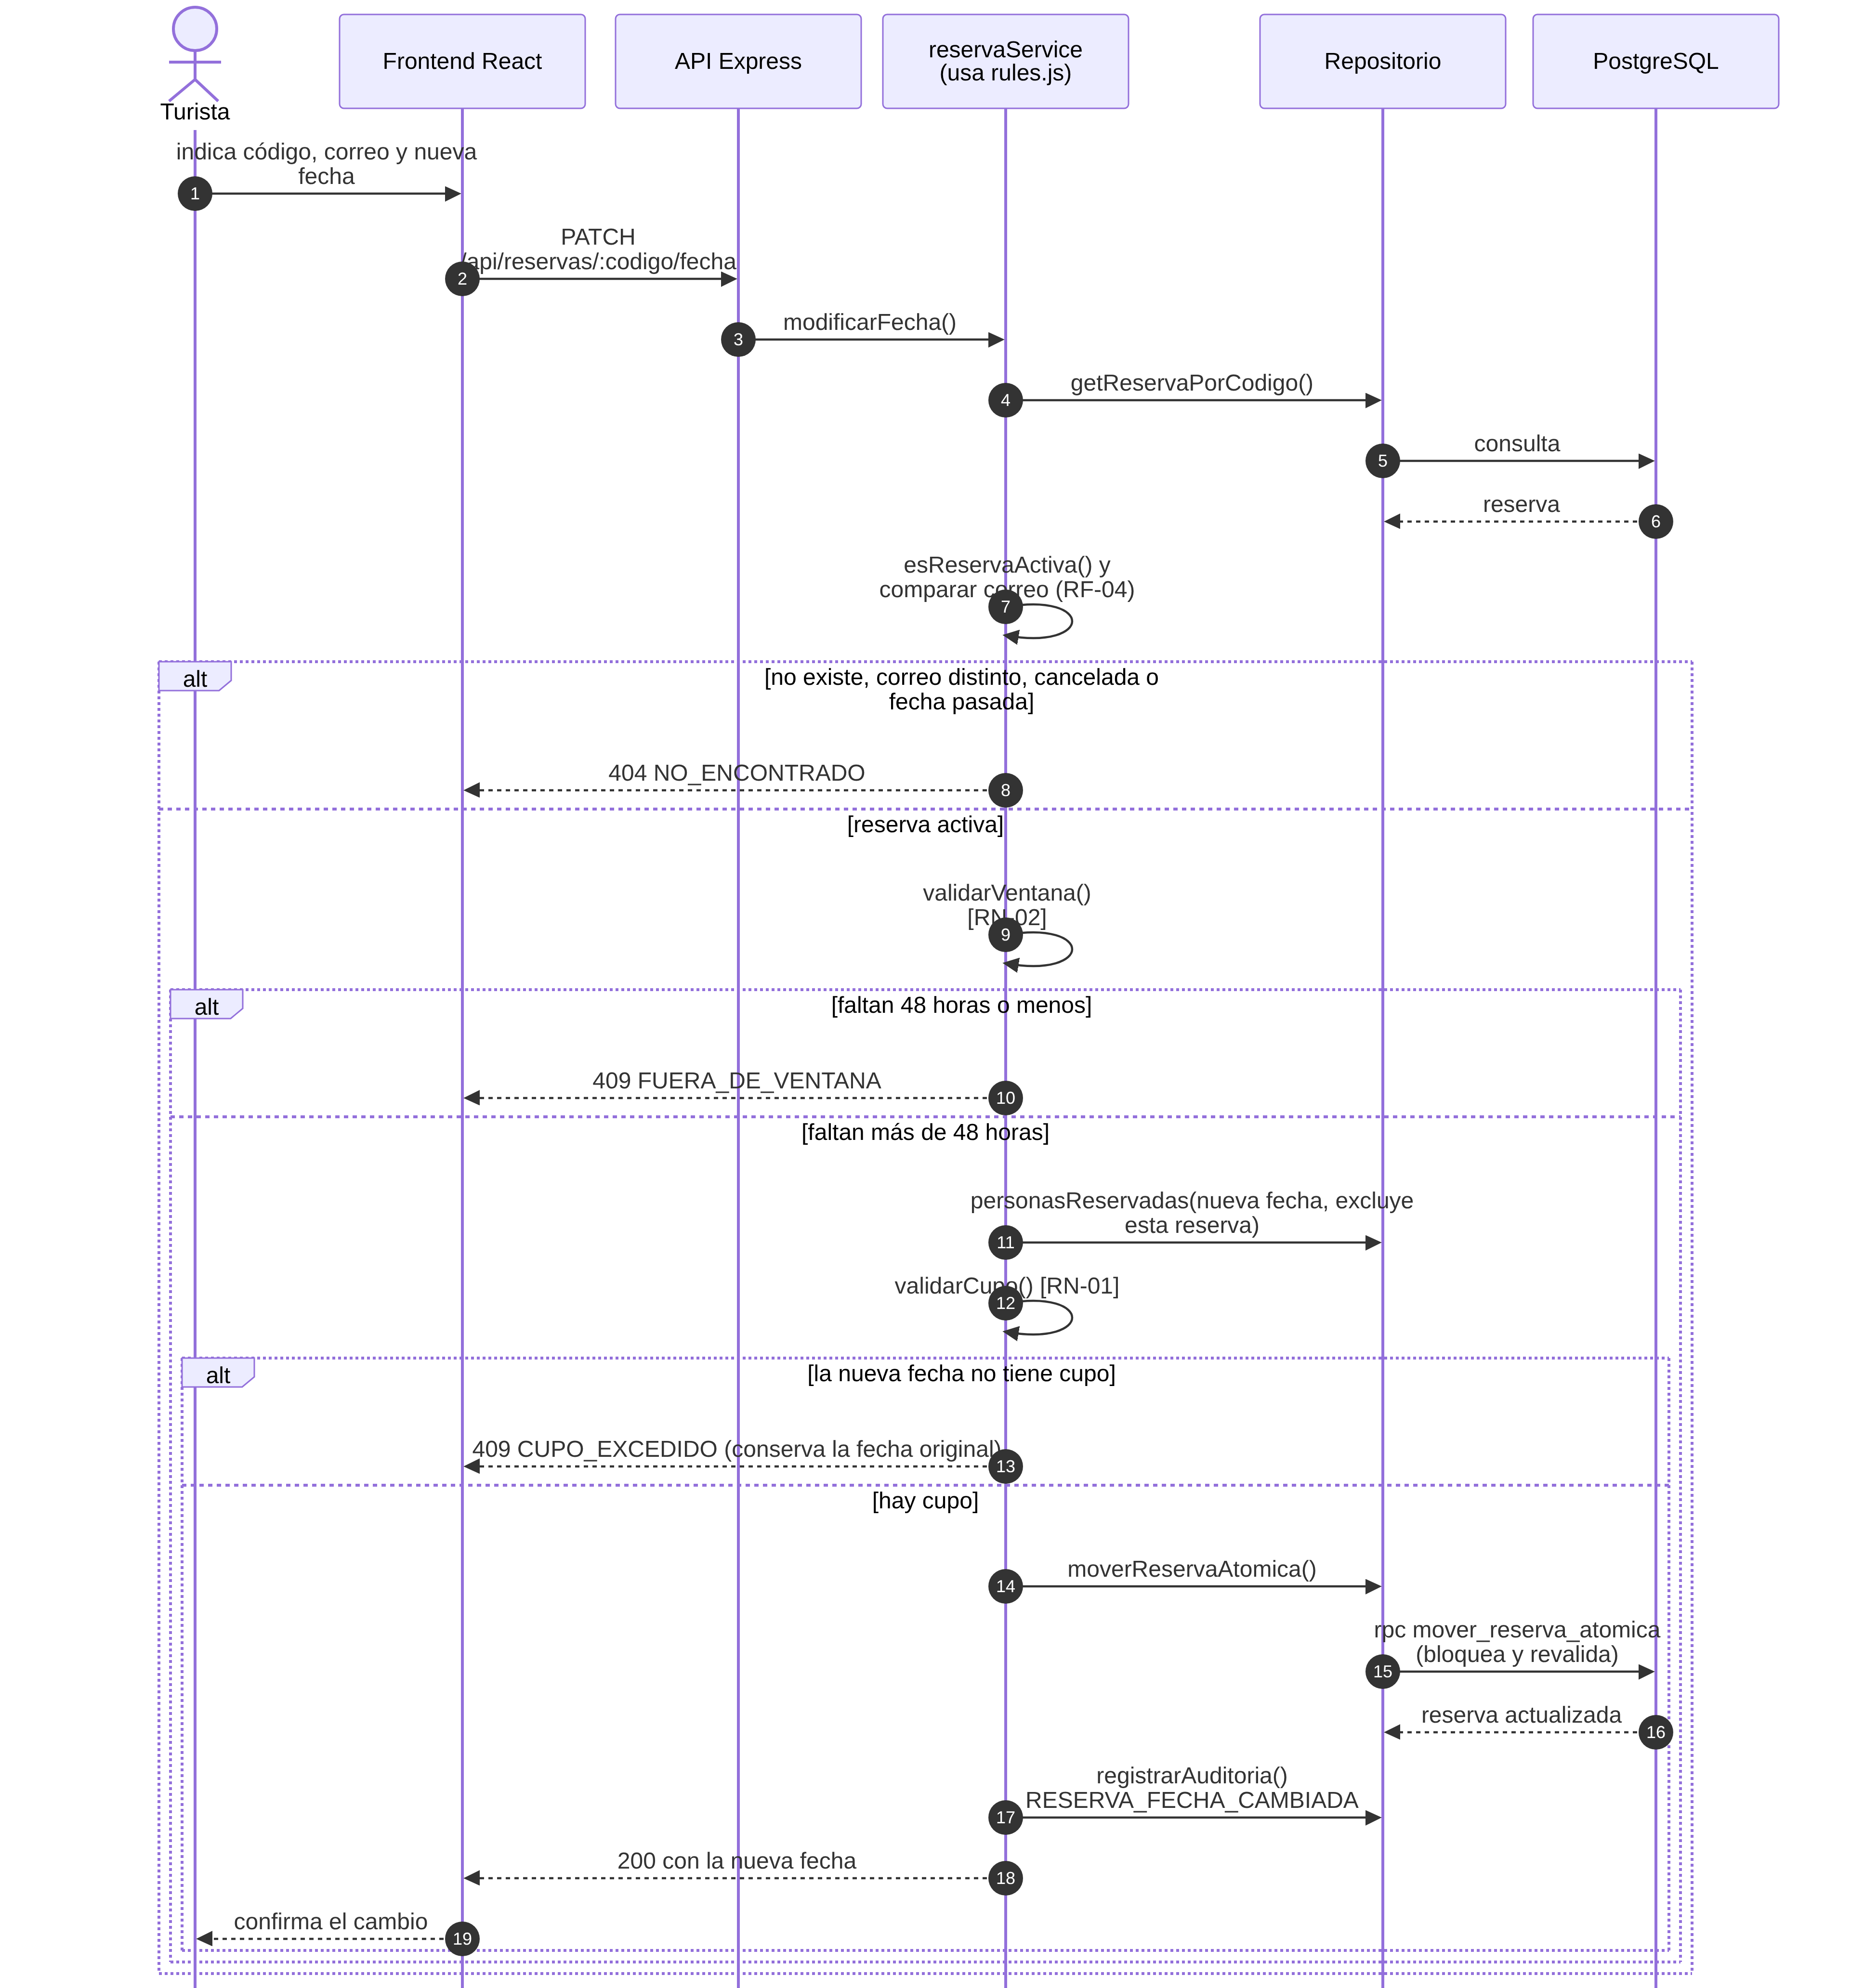 Turista
Frontend React
API Express
reservaService
(usa rules.js)
Repositorio
PostgreSQL
indica código, correo y nueva
fecha
1
PATCH
/api/reservas/:codigo/fecha
2
modificarFecha()
3
getReservaPorCodigo()
4
consulta
5
reserva
6
esReservaActiva() y
comparar correo (RF-04)
7
alt
[no existe, correo distinto, cancelada o
fecha pasada]
404 NO_ENCONTRADO
8
[reserva activa]
validarVentana()
[RN-02]
9
alt
[faltan 48 horas o menos]
409 FUERA_DE_VENTANA
10
[faltan más de 48 horas]
personasReservadas(nueva fecha, excluye
esta reserva)
11
validarCupo() [RN-01]
12
alt
[la nueva fecha no tiene cupo]
409 CUPO_EXCEDIDO (conserva la fecha original)
13
[hay cupo]
moverReservaAtomica()
14
rpc mover_reserva_atomica
(bloquea y revalida)
15
reserva actualizada
16
registrarAuditoria()
RESERVA_FECHA_CAMBIADA
17
200 con la nueva fecha
18
confirma el cambio
19